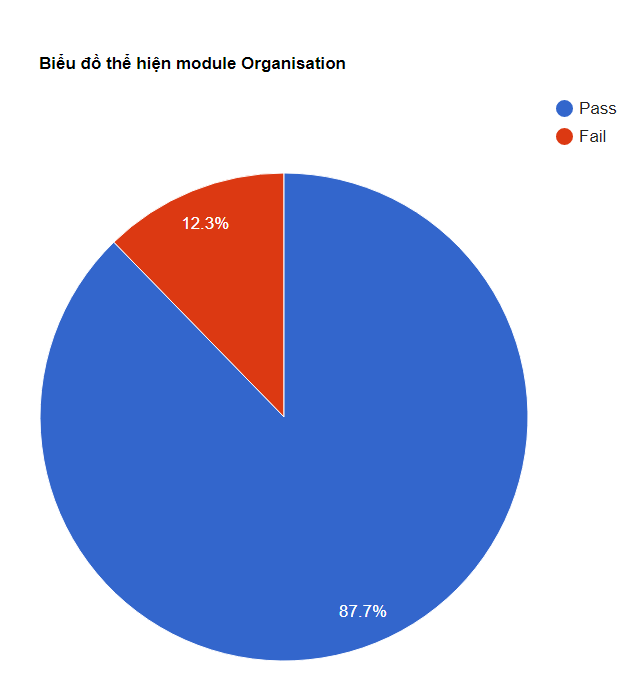 Biểu đồ thể hiện module Organisation
Pass
Fail
12.3%
87.7%